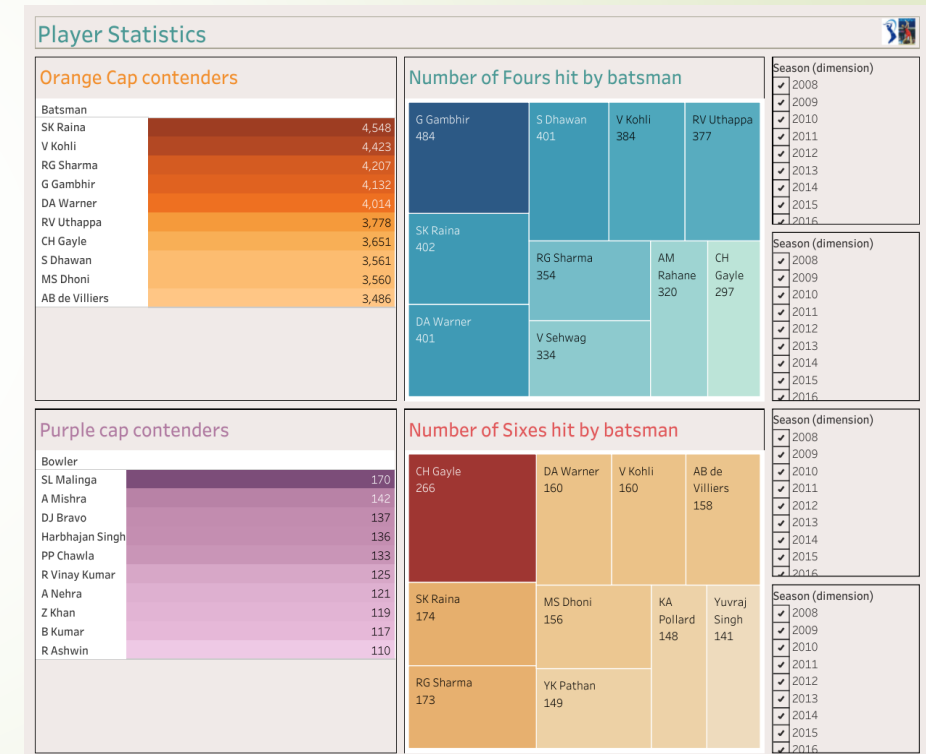 Player Statistics
Orange Cap contenders
Batsman
SK Raina 4,548
V Kohli 4,423
RG Sharma 4,207
G Gambhir 4,132
DA Warner 4,014
RV Uthappa 3,778
CH Gayle 3,651
S Dhawan 3,561
MS Dhoni 3,560
AB de Villiers 3,486
Number of Fours hit by batsman
G Gambhir
484
SK Raina
402
DA Warner
401
S Dhawan
401
V Kohli
384
RV Uthappa
377
RG Sharma
354
V Sehwag
334
AM
Rahane
320
CH
Gayle
297
Season (dimension)
2008
2009
2010
2011
2012
2013
2014
2015
2016
Season (dimension)
2008
2009
2010
2011
2012
2013
2014
2015
2016
Purple cap contenders
Bowler
SL Malinga 170
A Mishra 142
DJ Bravo 137
Harbhajan Singh 136
PP Chawla 133
R Vinay Kumar 125
A Nehra 121
Z Khan 119
B Kumar 117
R Ashwin 110
Number of Sixes hit by batsman
CH Gayle
266
SK Raina
174
RG Sharma
173
DA Warner
160
V Kohli
160
AB de
Villiers
158
MS Dhoni
156
YK Pathan
149
KA
Pollard
148
Yuvraj
Singh
141
Season (dimension)
2008
2009
2010
2011
2012
2013
2014
2015
2016
Season (dimension)
2008
2009
2010
2011
2012
2013
2014
2015
2016